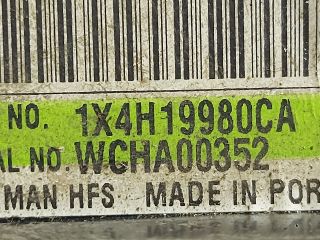 NO. 1X4H19980CA
AL NO. WCHA00352
MAN HFS MADE IN POR